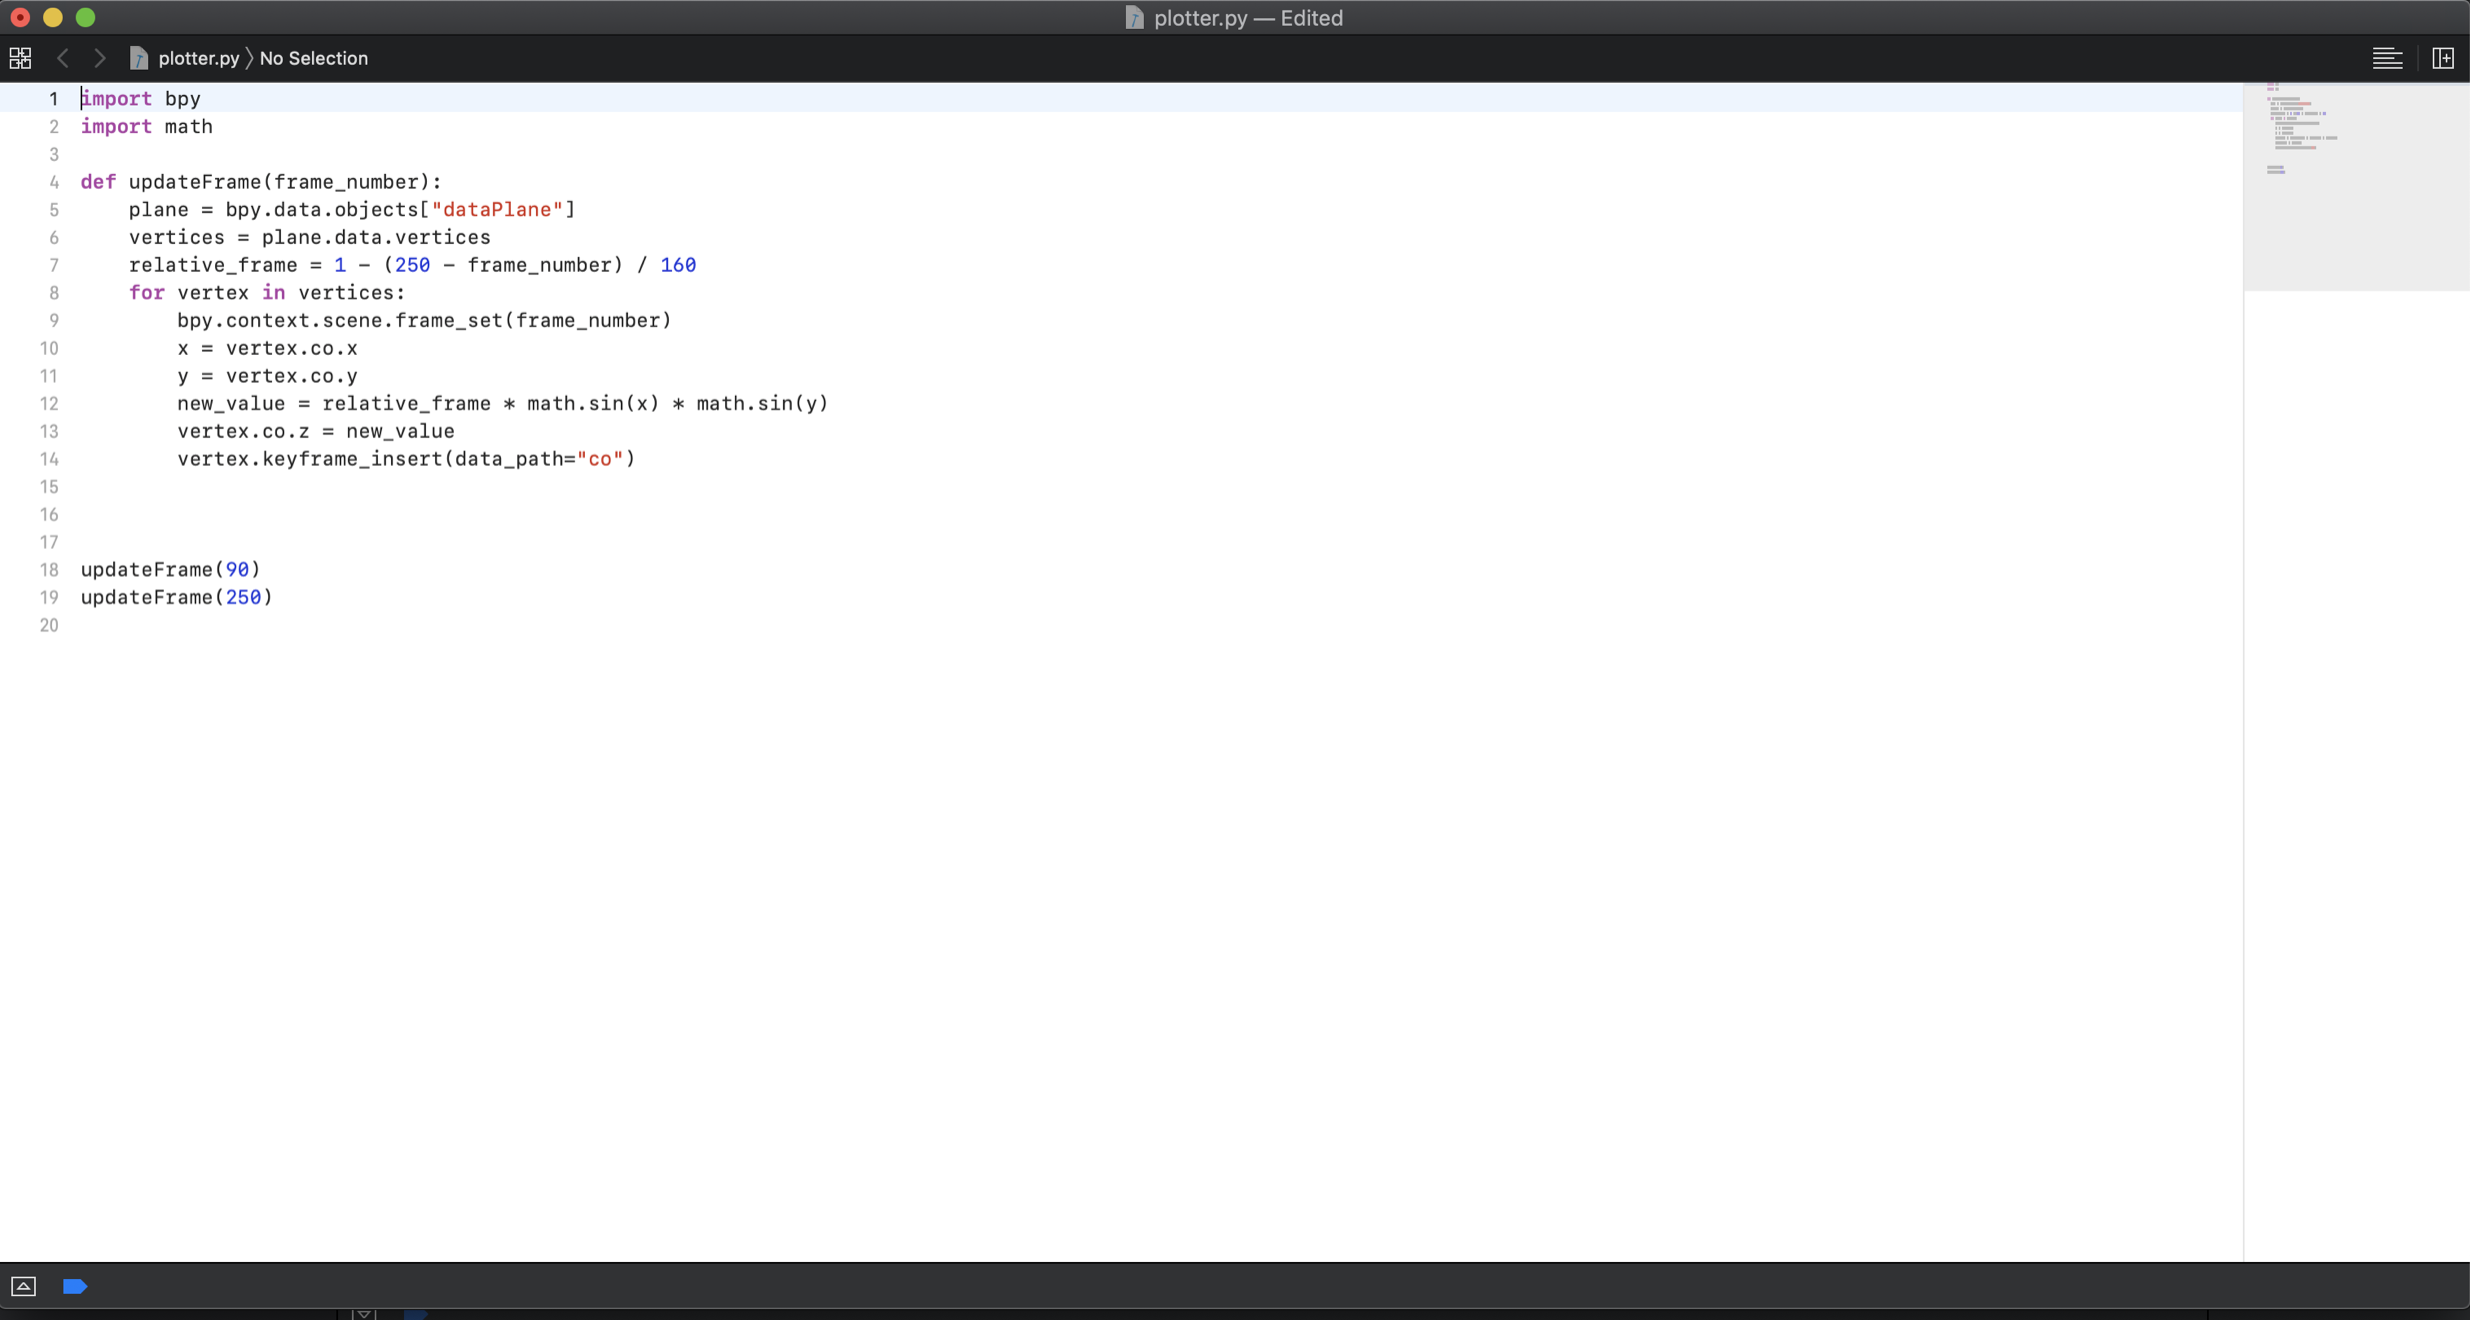 plotter.py — Edited
plotter.py 〉 No Selection
1 import bpy
2 import math
3
4 def updateFrame(frame_number):
5     plane = bpy.data.objects["dataPlane"]
6     vertices = plane.data.vertices
7     relative_frame = 1 - (250 - frame_number) / 160
8     for vertex in vertices:
9         bpy.context.scene.frame_set(frame_number)
10         x = vertex.co.x
11         y = vertex.co.y
12         new_value = relative_frame * math.sin(x) * math.sin(y)
13         vertex.co.z = new_value
14         vertex.keyframe_insert(data_path="co")
15
16
17
18 updateFrame(90)
19 updateFrame(250)
20